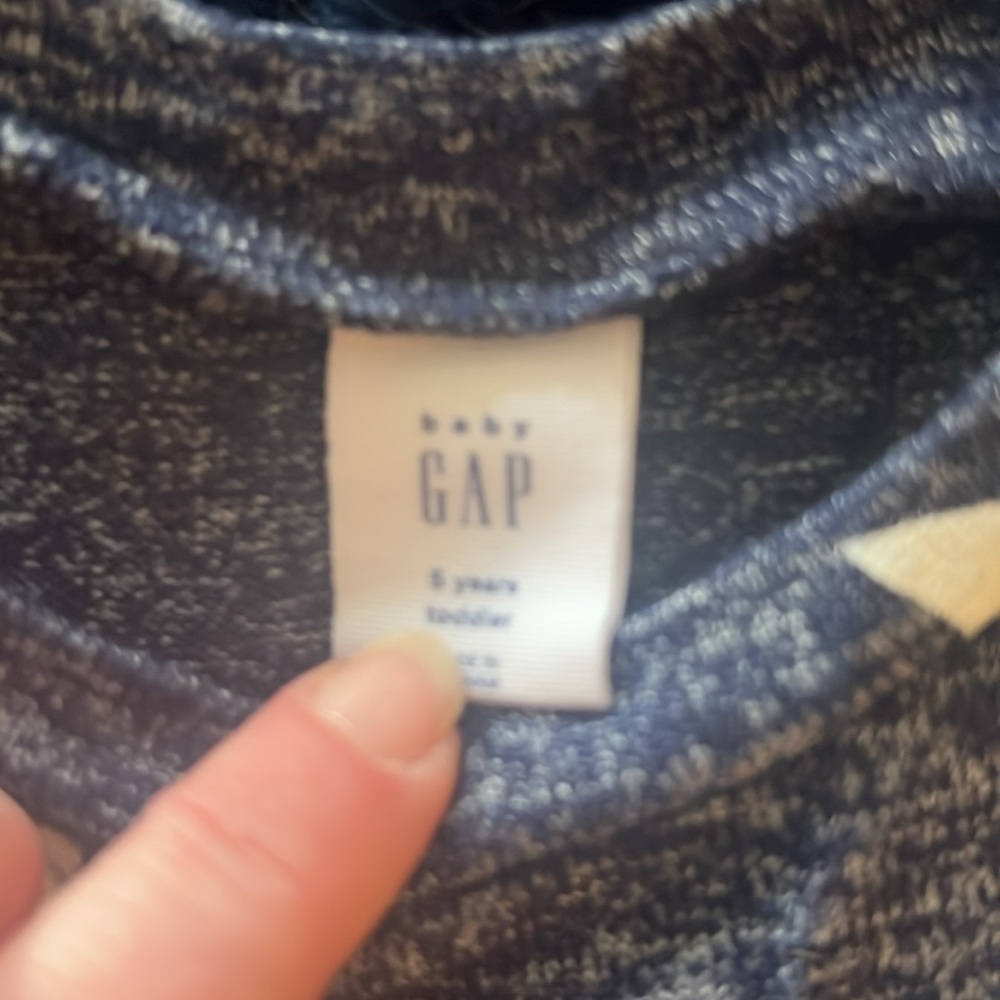 baby
GAP
5 years
toddler